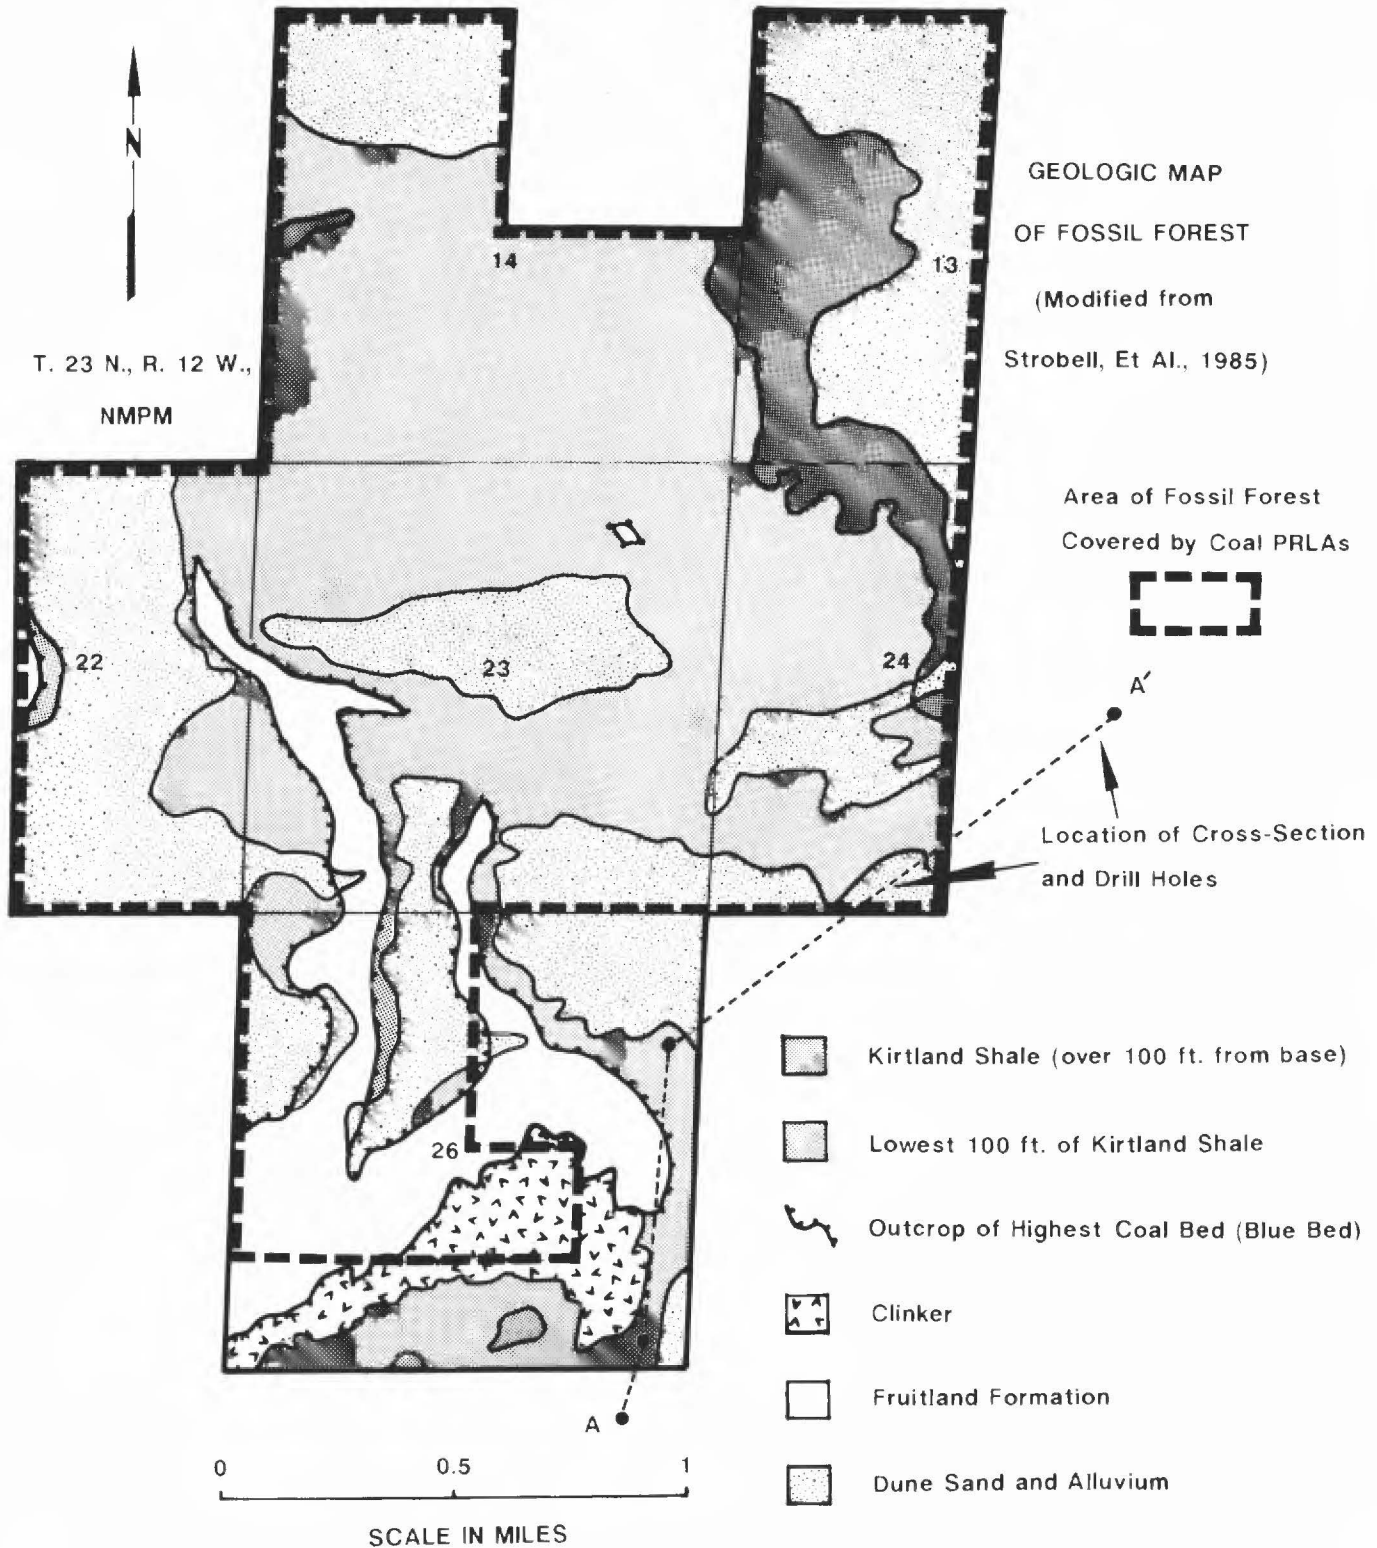 N
T. 23 N., R. 12 W.,
NMPM
GEOLOGIC MAP
OF FOSSIL FOREST
(Modified from
Strobell, Et Al., 1985)
14
13
22
23
24
26
Area of Fossil Forest
Covered by Coal PRLAs
A′
Location of Cross-Section
and Drill Holes
A
Kirtland Shale (over 100 ft. from base)
Lowest 100 ft. of Kirtland Shale
Outcrop of Highest Coal Bed (Blue Bed)
Clinker
Fruitland Formation
Dune Sand and Alluvium
0 0.5 1
SCALE IN MILES